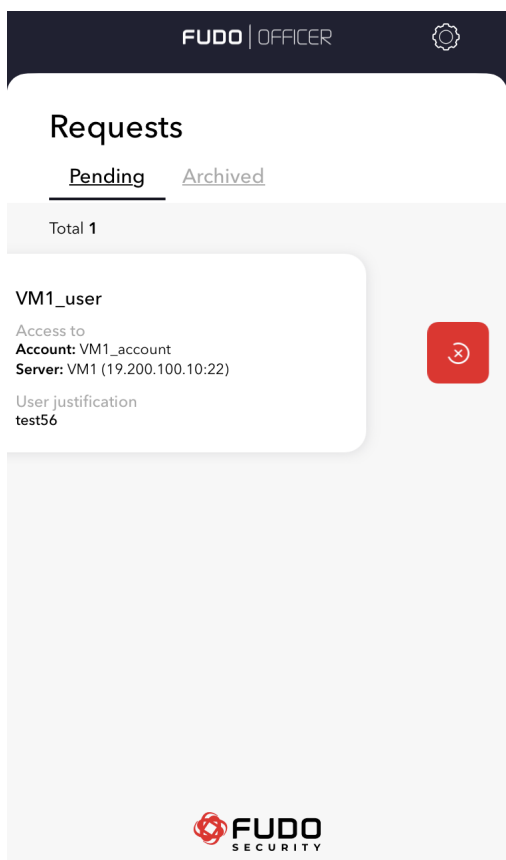 FUDO | OFFICER
Requests
Pending Archived
Total 1
VM1_user
Access to
Account: VM1_account
Server: VM1 (19.200.100.10:22)
User justification
test56
FUDO
SECURITY